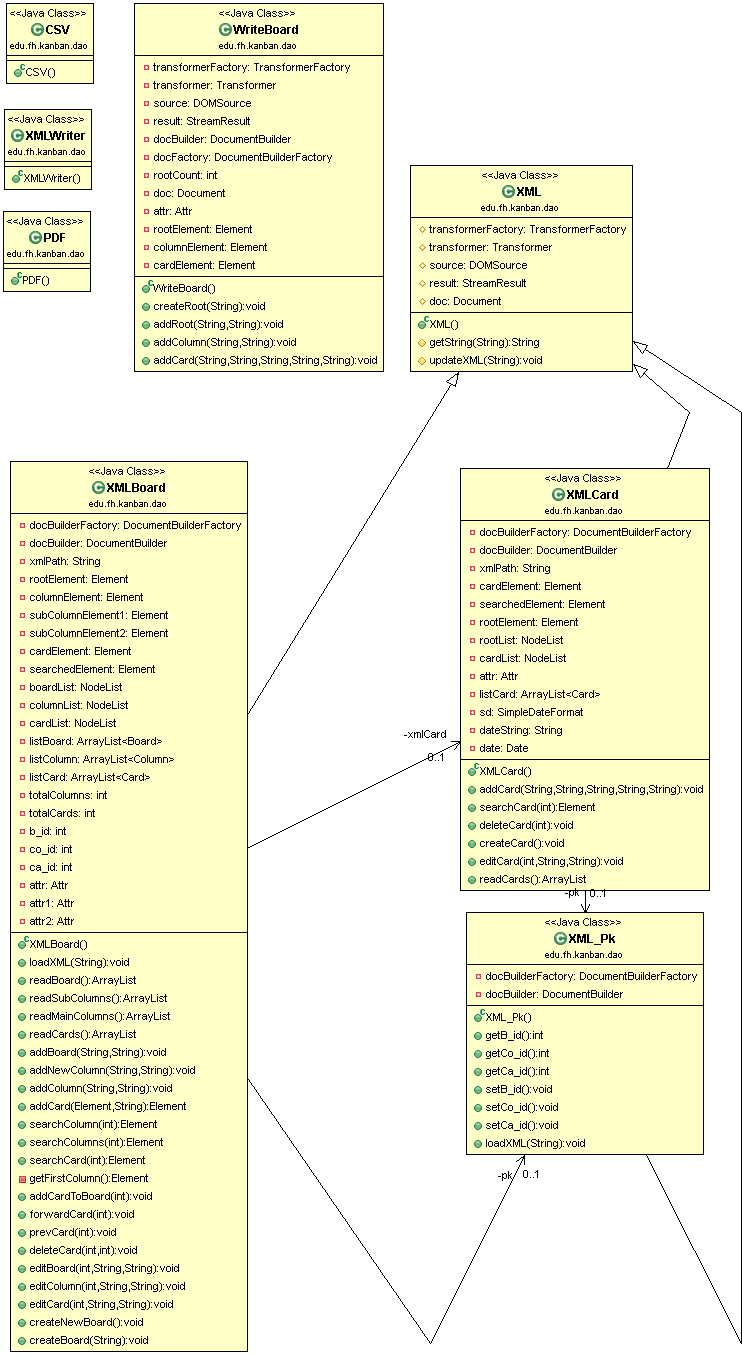 <<Java Class>>
CSV
edu.fh.kanban.dao
CSV()
<<Java Class>>
XMLWriter
edu.fh.kanban.dao
XMLWriter()
<<Java Class>>
PDF
edu.fh.kanban.dao
PDF()
<<Java Class>>
WriteBoard
edu.fh.kanban.dao
transformerFactory: TransformerFactory
transformer: Transformer
source: DOMSource
result: StreamResult
docBuilder: DocumentBuilder
docFactory: DocumentBuilderFactory
rootCount: int
doc: Document
attr: Attr
rootElement: Element
columnElement: Element
cardElement: Element
WriteBoard()
createRoot(String):void
addRoot(String,String):void
addColumn(String,String):void
addCard(String,String,String,String,String):void
<<Java Class>>
XML
edu.fh.kanban.dao
transformerFactory: TransformerFactory
transformer: Transformer
source: DOMSource
result: StreamResult
doc: Document
XML()
getString(String):String
updateXML(String):void
<<Java Class>>
XMLBoard
edu.fh.kanban.dao
docBuilderFactory: DocumentBuilderFactory
docBuilder: DocumentBuilder
xmlPath: String
rootElement: Element
columnElement: Element
subColumnElement1: Element
subColumnElement2: Element
cardElement: Element
searchedElement: Element
boardList: NodeList
columnList: NodeList
cardList: NodeList
listBoard: ArrayList<Board>
listColumn: ArrayList<Column>
listCard: ArrayList<Card>
totalColumns: int
totalCards: int
b_id: int
co_id: int
ca_id: int
attr: Attr
attr1: Attr
attr2: Attr
XMLBoard()
loadXML(String):void
readBoard():ArrayList
readSubColumns():ArrayList
readMainColumns():ArrayList
readCards():ArrayList
addBoard(String,String):void
addNewColumn(String,String):void
addColumn(String,String):void
addCard(Element,String):Element
searchColumn(int):Element
searchColumns(int):Element
searchCard(int):Element
getFirstColumn():Element
addCardToBoard(int):void
forwardCard(int):void
prevCard(int):void
deleteCard(int,int):void
editBoard(int,String,String):void
editColumn(int,String,String):void
editCard(int,String,String):void
createNewBoard():void
createBoard(String):void
-xmlCard
0..1
<<Java Class>>
XMLCard
edu.fh.kanban.dao
docBuilderFactory: DocumentBuilderFactory
docBuilder: DocumentBuilder
xmlPath: String
cardElement: Element
searchedElement: Element
rootElement: Element
rootList: NodeList
cardList: NodeList
attr: Attr
listCard: ArrayList<Card>
sd: SimpleDateFormat
dateString: String
date: Date
XMLCard()
addCard(String,String,String,String,String):void
searchCard(int):Element
deleteCard(int):void
createCard():void
editCard(int,String,String):void
readCards():ArrayList
-pk 0..1
<<Java Class>>
XML_Pk
edu.fh.kanban.dao
docBuilderFactory: DocumentBuilderFactory
docBuilder: DocumentBuilder
XML_Pk()
getB_id():int
getCo_id():int
getCa_id():int
setB_id():void
setCo_id():void
setCa_id():void
loadXML(String):void
-pk 0..1